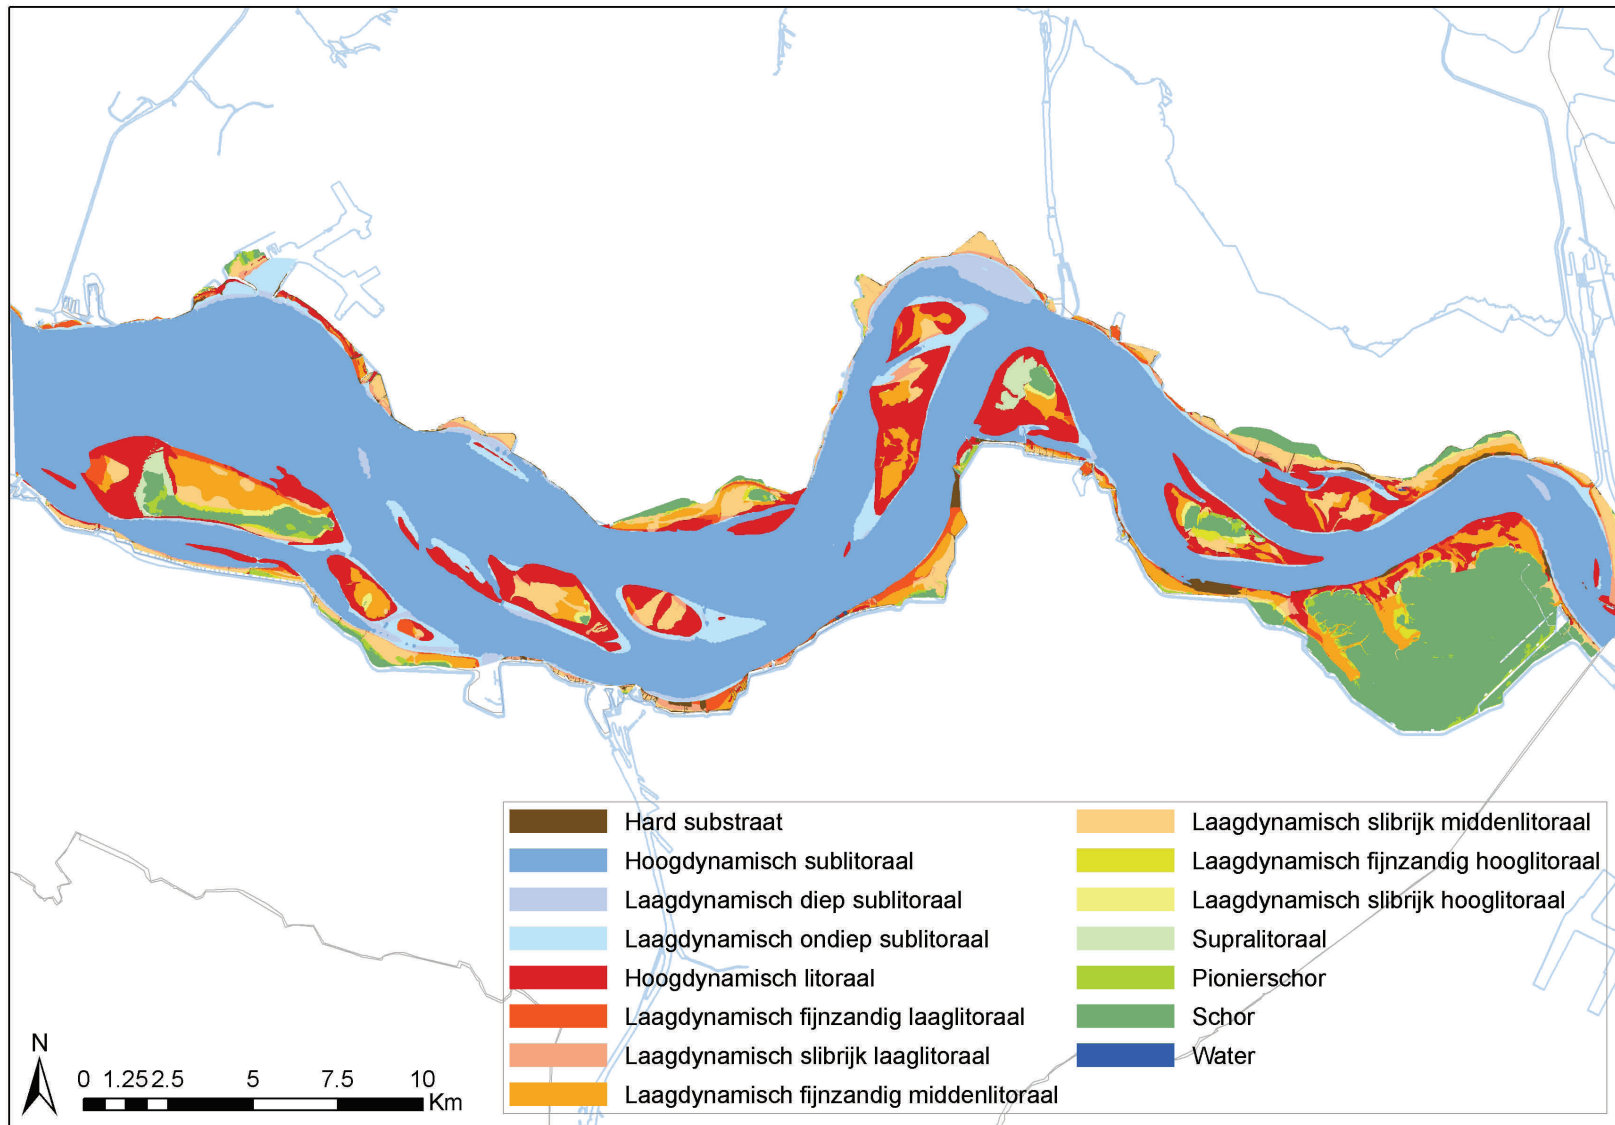 Hard substraat
Hoogdynamisch sublitoraal
Laagdynamisch diep sublitoraal
Laagdynamisch ondiep sublitoraal
Hoogdynamisch litoraal
Laagdynamisch fijnzandig laaglitoraal
Laagdynamisch slibrijk laaglitoraal
Laagdynamisch fijnzandig middenlitoraal
Laagdynamisch slibrijk middenlitoraal
Laagdynamisch fijnzandig hooglitoraal
Laagdynamisch slibrijk hooglitoraal
Supralitoraal
Pionierschor
Schor
Water
N
0 1.25 2.5 5 7.5 10
Km